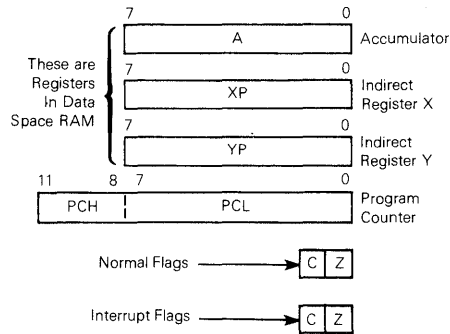 7 0
A Accumulator
These are
Registers
In Data
Space RAM
7 0
XP Indirect
Register X
7 0
YP Indirect
Register Y
11 8 7 0
PCH PCL Program
Counter
Normal Flags C Z
Interrupt Flags C Z